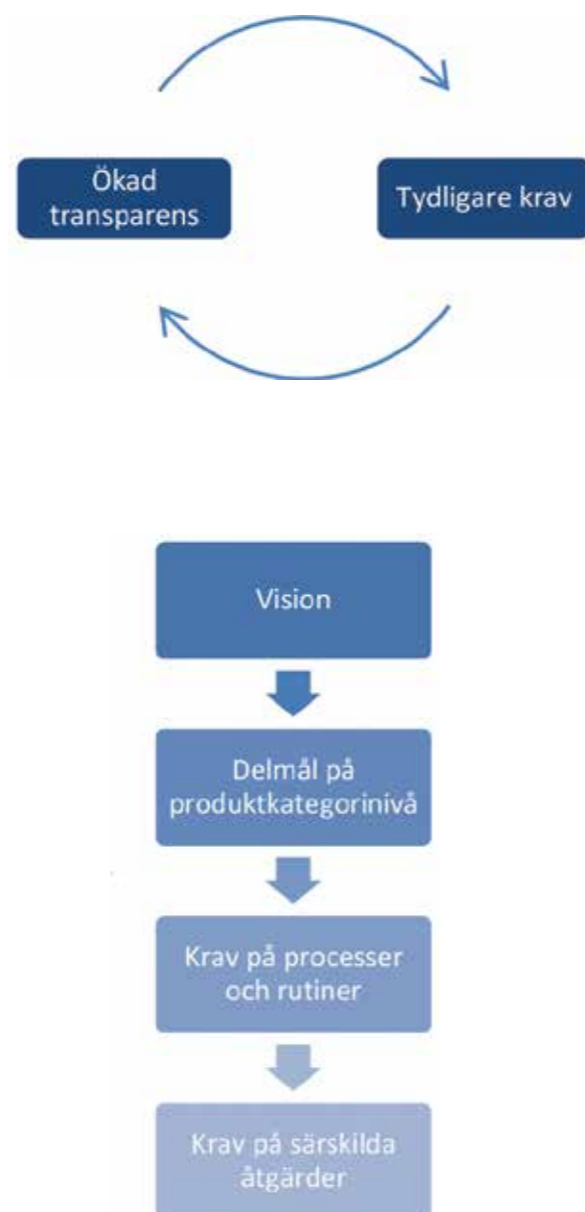 Ökad
transparens
Tydligare krav
Vision
Delmål på
produktkategorinivå
Krav på processer
och rutiner
Krav på särskilda
åtgärder